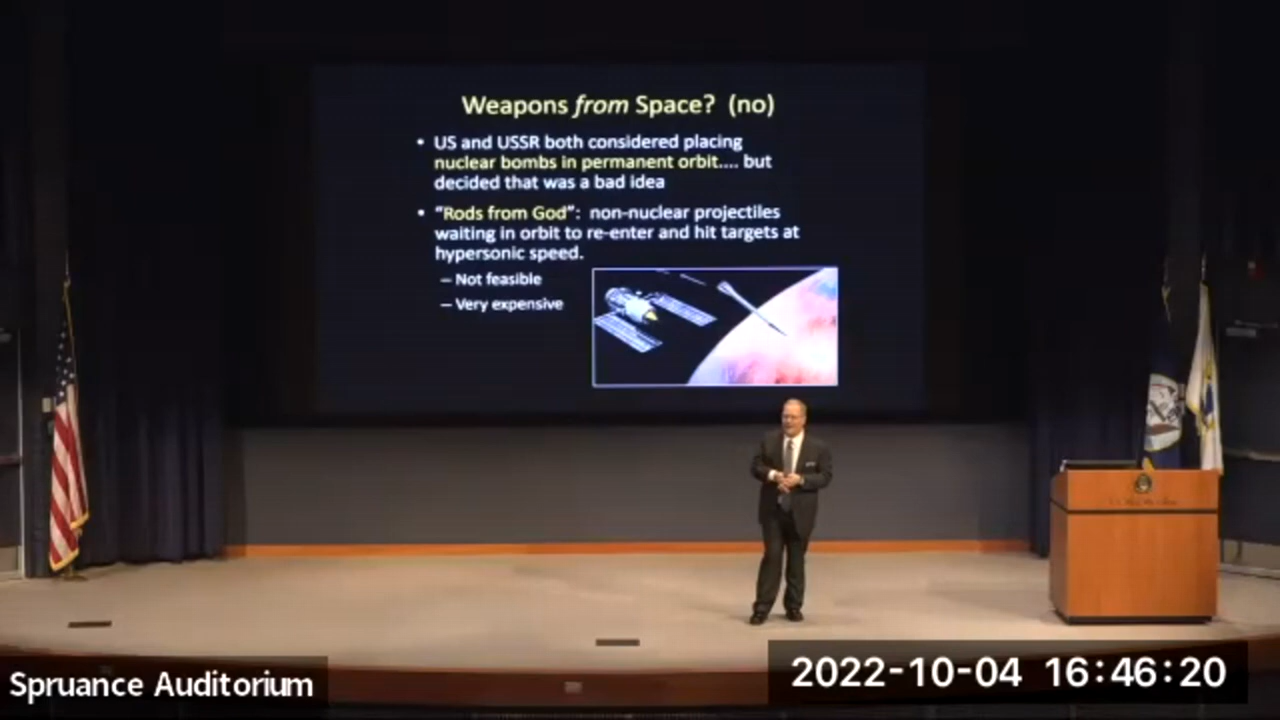 Weapons from Space? (no)
• US and USSR both considered placing
nuclear bombs in permanent orbit.... but
decided that was a bad idea
• “Rods from God”: non-nuclear projectiles
waiting in orbit to re-enter and hit targets at
hypersonic speed.
– Not feasible
– Very expensive
Spruance Auditorium
2022-10-04 16:46:20